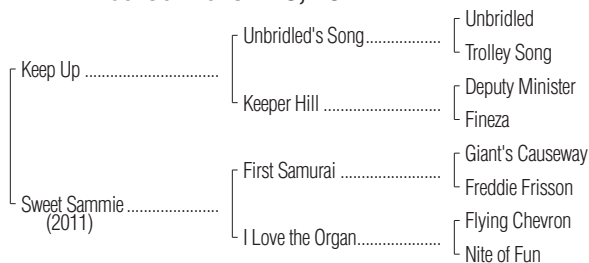 Unbridled
Unbridled's Song
Trolley Song
Keep Up
Deputy Minister
Keeper Hill
Fineza
Giant's Causeway
First Samurai
Freddie Frisson
Sweet Sammie
(2011)
Flying Chevron
I Love the Organ
Nite of Fun